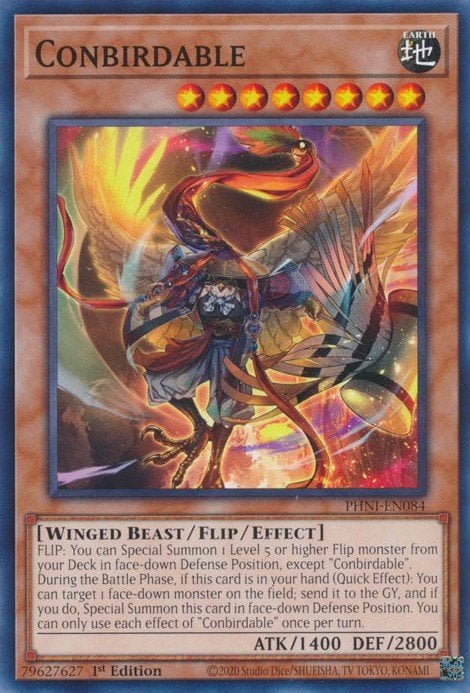 CONBIRDABLE
EARTH
地
PHNI-EN084
[WINGED BEAST/FLIP/EFFECT]
FLIP: You can Special Summon 1 Level 5 or higher Flip monster from
your Deck in face-down Defense Position, except "Conbirdable".
During the Battle Phase, if this card is in your hand (Quick Effect): You
can target 1 face-down monster on the field; send it to the GY, and if
you do, Special Summon this card in face-down Defense Position. You
can only use each effect of "Conbirdable" once per turn.
ATK/1400 DEF/2800
79627627 1st Edition ©2020 Studio Dice/SHUEISHA, TV TOKYO, KONAMI